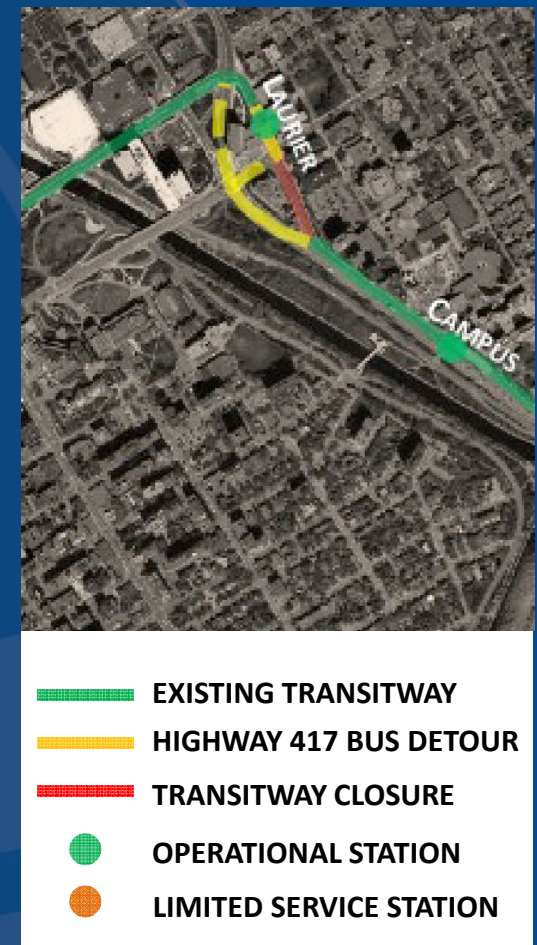 LAURIER
CAMPUS
EXISTING TRANSITWAY
HIGHWAY 417 BUS DETOUR
TRANSITWAY CLOSURE
OPERATIONAL STATION
LIMITED SERVICE STATION